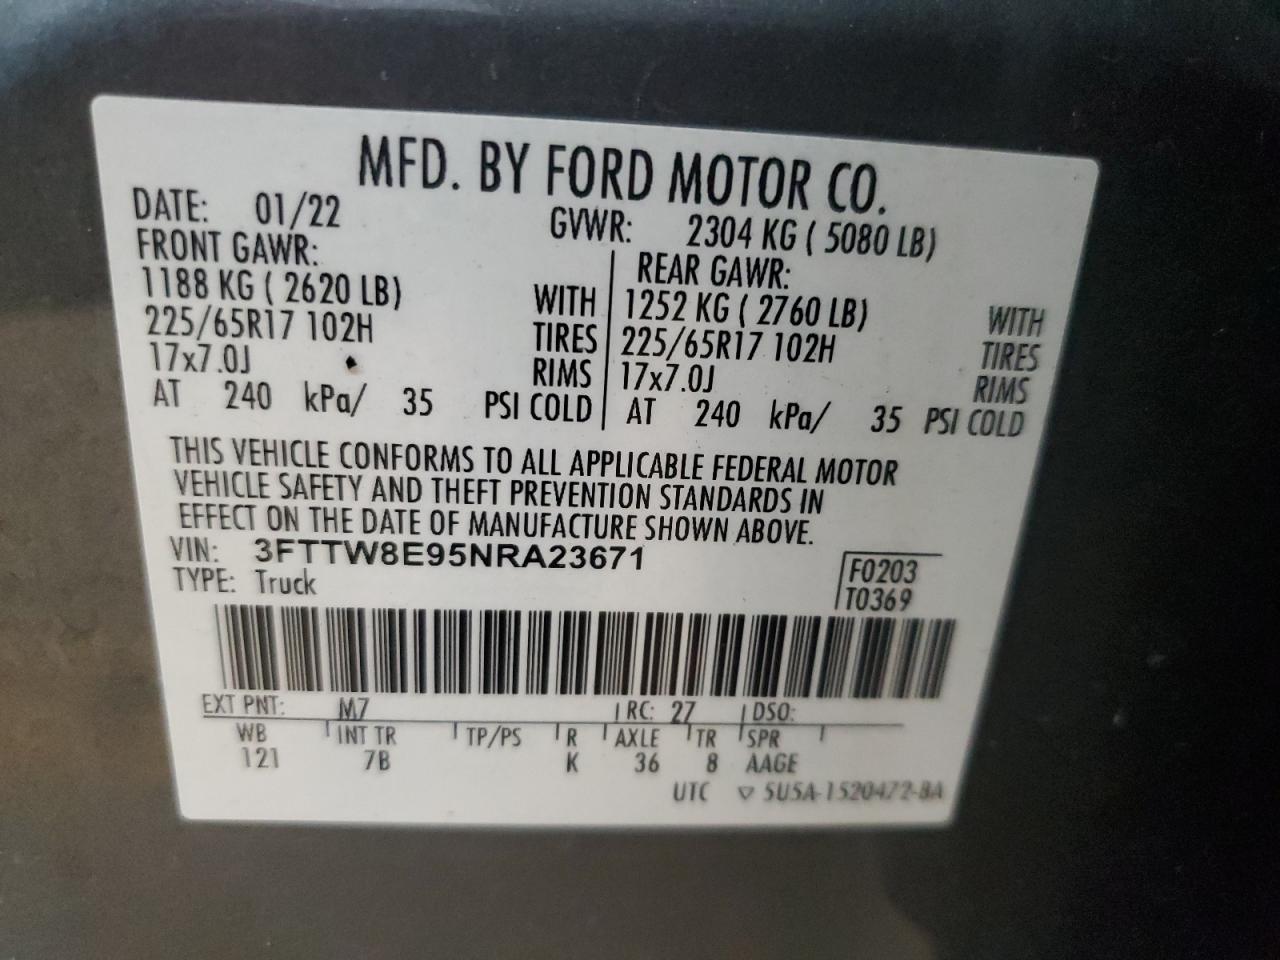 MFD. BY FORD MOTOR CO.
DATE: 01/22 GVWR: 2304 KG ( 5080 LB)
FRONT GAWR: REAR GAWR:
1188 KG ( 2620 LB) WITH 1252 KG ( 2760 LB) WITH
225/65R17 102H TIRES 225/65R17 102H TIRES
17x7.0J RIMS 17x7.0J RIMS
AT 240 kPa/ 35 PSI COLD AT 240 kPa/ 35 PSI COLD
THIS VEHICLE CONFORMS TO ALL APPLICABLE FEDERAL MOTOR
VEHICLE SAFETY AND THEFT PREVENTION STANDARDS IN
EFFECT ON THE DATE OF MANUFACTURE SHOWN ABOVE.
VIN: 3FTTW8E95NRA23671
TYPE: Truck
F0203
T0369
EXT PNT: M7 RC: 27 DSO:
WB INT TR TP/PS R AXLE TR SPR
121 7B K 36 8 AAGE
UTC ▽ 5U5A-1520472-BA